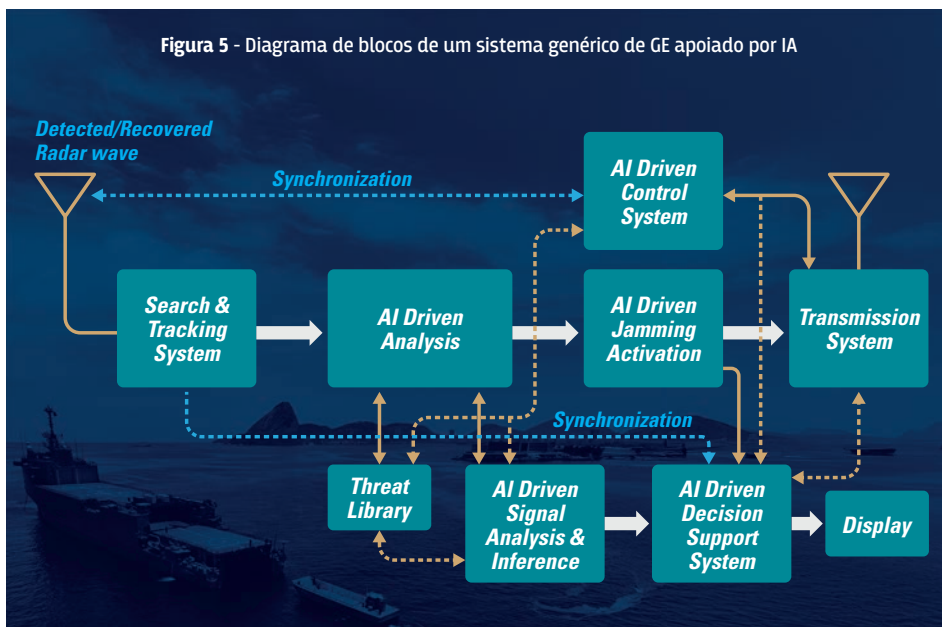 Figura 5 - Diagrama de blocos de um sistema genérico de GE apoiado por IA
Detected/Recovered
Radar wave
Synchronization
AI Driven
Control
System
Search &
Tracking
System
AI Driven
Analysis
AI Driven
Jamming
Activation
Transmission
System
Synchronization
Threat
Library
AI Driven
Signal
Analysis &
Inference
AI Driven
Decision
Support
System
Display